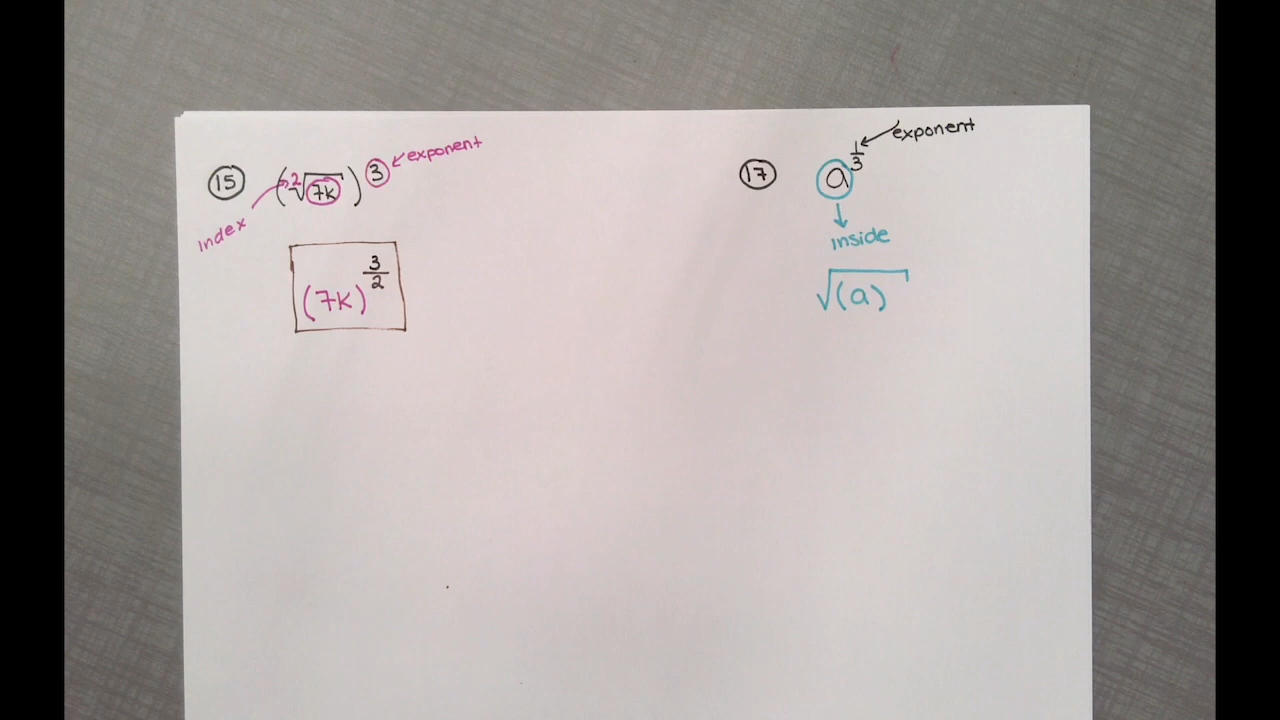 15 (²√7k)³ ← exponent
index
(7k)^(3/2)
17 a^(1/3) ← exponent
inside
√(a)